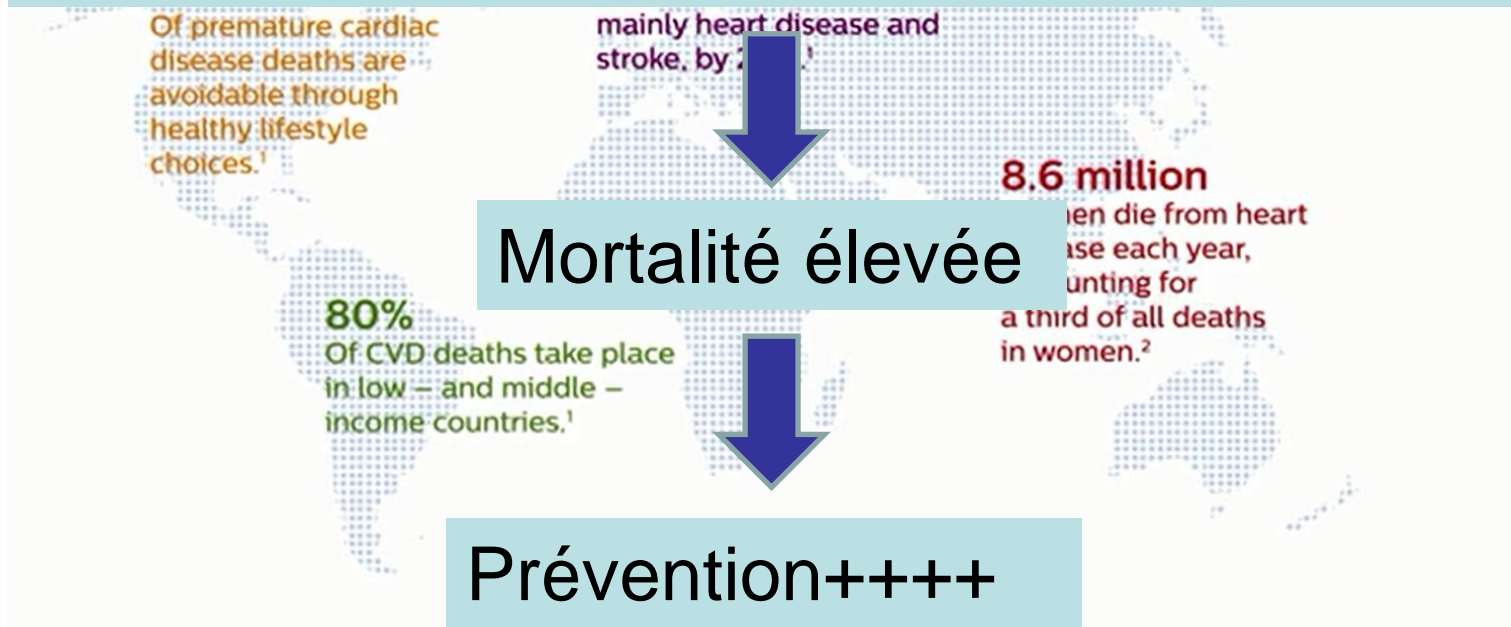 Of premature cardiac
disease deaths are
avoidable through
healthy lifestyle
choices.¹
mainly heart disease and
stroke, by
Mortalité élevée
8.6 million
die from heart
each year,
for
a third of all deaths
in women.²
80%
Of CVD deaths take place
in low – and middle –
income countries.¹
Prévention++++